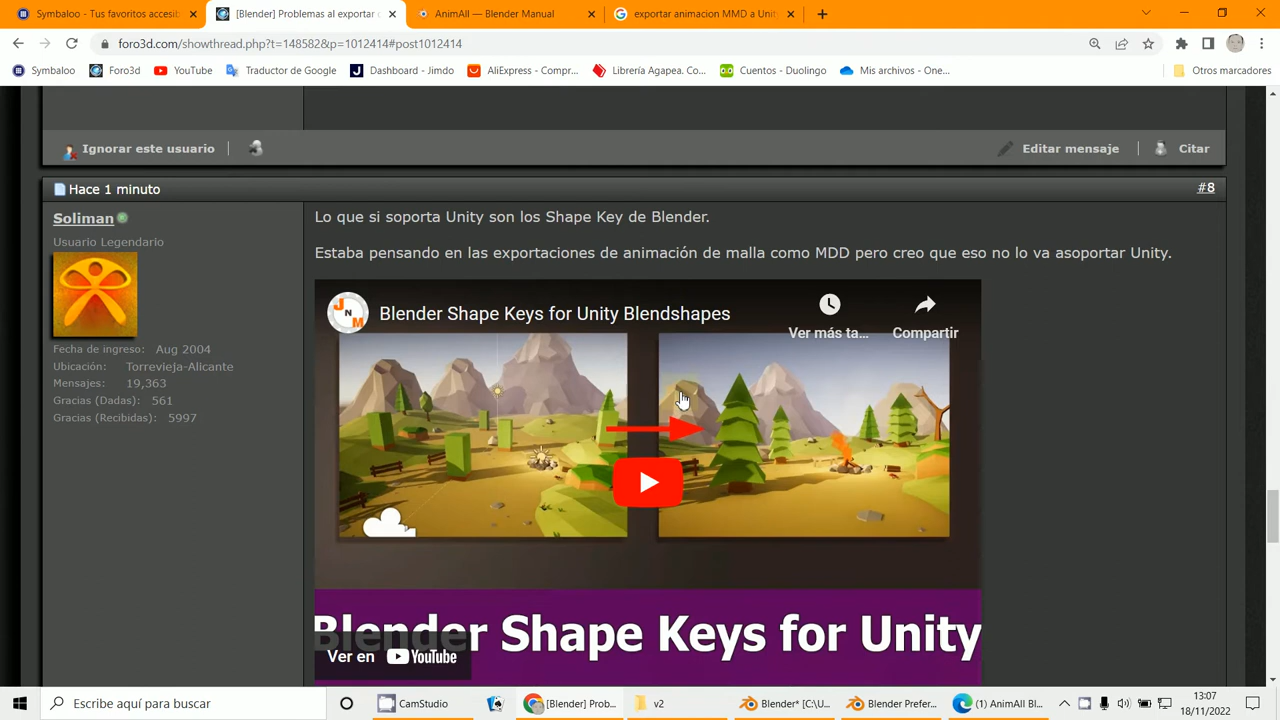 Symbaloo - Tus favoritos accesib
[Blender] Problemas al exportar c
AnimAll — Blender Manual
exportar animacion MMD a Unit
foro3d.com/showthread.php?t=148582&p=1012414#post1012414
Symbaloo
Foro3d
YouTube
Traductor de Google
Dashboard - Jimdo
AliExpress - Compr...
Librería Agapea. Co...
Cuentos - Duolingo
Mis archivos - One...
Otros marcadores
Ignorar este usuario
Editar mensaje
Citar
Hace 1 minuto
#8
Soliman
Usuario Legendario
Fecha de ingreso: Aug 2004
Ubicación: Torrevieja-Alicante
Mensajes: 19,363
Gracias (Dadas): 561
Gracias (Recibidas): 5997
Lo que si soporta Unity son los Shape Key de Blender.
Estaba pensando en las exportaciones de animación de malla como MDD pero creo que eso no lo va asoportar Unity.
JNM
Blender Shape Keys for Unity Blendshapes
Ver más ta...
Compartir
Blender Shape Keys for Unity
Ver en YouTube
Escribe aquí para buscar
CamStudio
[Blender] Prob...
v2
Blender* [C:\U...
Blender Prefer...
(1) AnimAll Bl...
13:07
18/11/2022